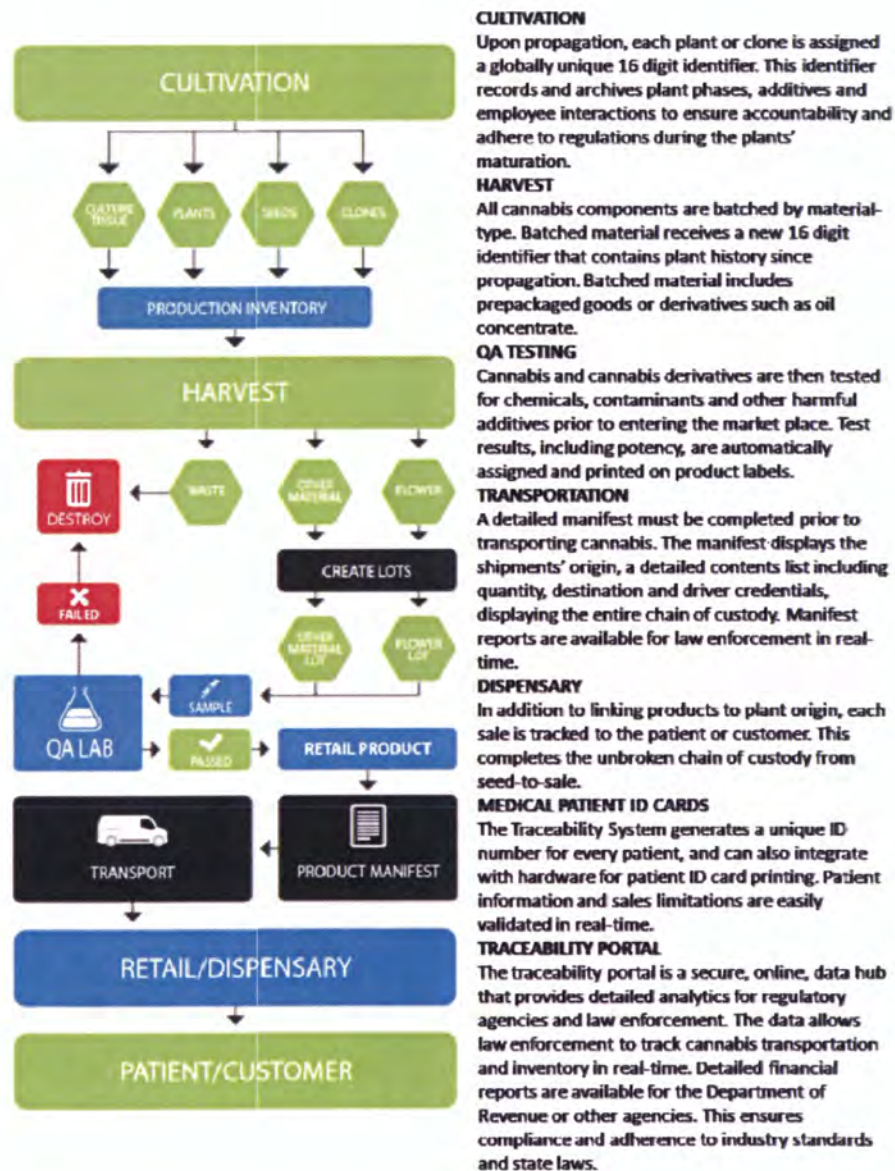 CULTIVATION
CULTURE
TISSUE
PLANTS
SEEDS
CLONES
PRODUCTION INVENTORY
HARVEST
WASTE
OTHER
MATERIAL
FLOWER
DESTROY
CREATE LOTS
FAILED
OTHER
MATERIAL
LOT
FLOWER
LOT
SAMPLE
QA LAB
PASSED
RETAIL PRODUCT
TRANSPORT
PRODUCT MANIFEST
RETAIL/DISPENSARY
PATIENT/CUSTOMER
CULTIVATION
Upon propagation, each plant or clone is assigned
a globally unique 16 digit identifier. This identifier
records and archives plant phases, additives and
employee interactions to ensure accountability and
adhere to regulations during the plants'
maturation.
HARVEST
All cannabis components are batched by material-
type. Batched material receives a new 16 digit
identifier that contains plant history since
propagation. Batched material includes
prepackaged goods or derivatives such as oil
concentrate.
QA TESTING
Cannabis and cannabis derivatives are then tested
for chemicals, contaminants and other harmful
additives prior to entering the market place. Test
results, including potency, are automatically
assigned and printed on product labels.
TRANSPORTATION
A detailed manifest must be completed prior to
transporting cannabis. The manifest displays the
shipments' origin, a detailed contents list including
quantity, destination and driver credentials,
displaying the entire chain of custody. Manifest
reports are available for law enforcement in real-
time.
DISPENSARY
In addition to linking products to plant origin, each
sale is tracked to the patient or customer. This
completes the unbroken chain of custody from
seed-to-sale.
MEDICAL PATIENT ID CARDS
The Traceability System generates a unique ID
number for every patient, and can also integrate
with hardware for patient ID card printing. Patient
information and sales limitations are easily
validated in real-time.
TRACEABILITY PORTAL
The traceability portal is a secure, online, data hub
that provides detailed analytics for regulatory
agencies and law enforcement. The data allows
law enforcement to track cannabis transportation
and inventory in real-time. Detailed financial
reports are available for the Department of
Revenue or other agencies. This ensures
compliance and adherence to industry standards
and state laws.